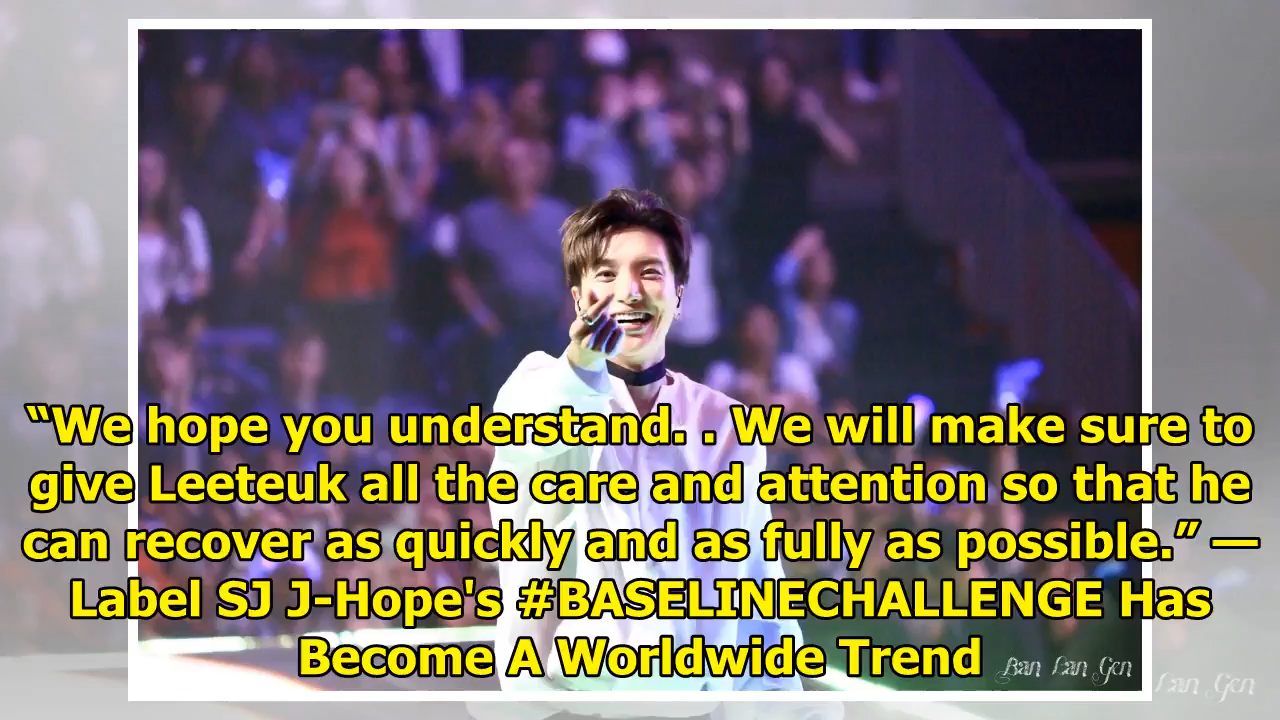 “We hope you understand. . We will make sure to
give Leeteuk all the care and attention so that he
can recover as quickly and as fully as possible.” —
Label SJ J-Hope's #BASELINECHALLENGE Has
Become A Worldwide Trend
Ban Lan Gen
Lan Gen